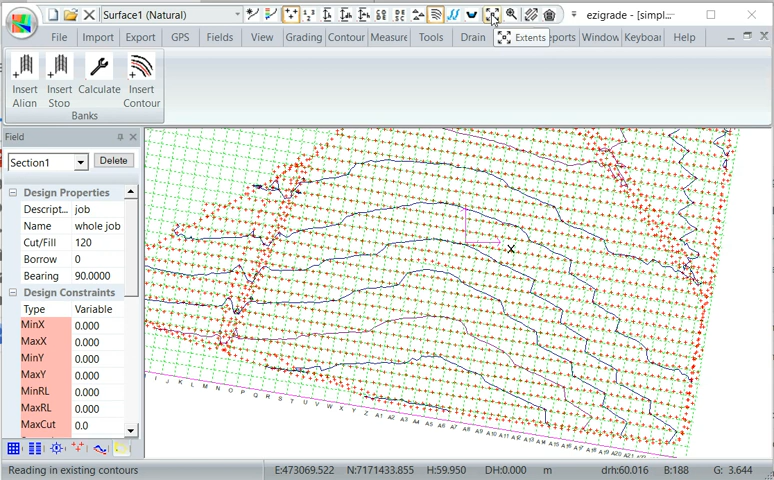 Surface1 (Natural)
ezigrade - [simpl...
File Import Export GPS Fields View Grading Contour Measure Tools Drain Extents eports Window Keyboar Help
Insert Align
Insert Stop
Calculate
Insert Contour
Banks
Field
Section1 Delete
Design Properties
Descript... job
Name whole job
Cut/Fill 120
Borrow 0
Bearing 90.0000
Design Constraints
Type Variable
MinX 0.000
MaxX 0.000
MinY 0.000
MaxY 0.000
MinRL 0.000
MaxRL 0.000
MaxCut 0.0
X
I J K L M N O P Q R S T U V W X Y Z A1 A2 A3 A4 A5 A6 A7 A8 A9 A10 A11 A12 A13 A14 A15 A16 A17 A18 A19 A20 A21
Reading in existing contours E:473069.522 N:7171433.855 H:59.950 DH:0.000 m drh:60.016 B:188 G: 3.644